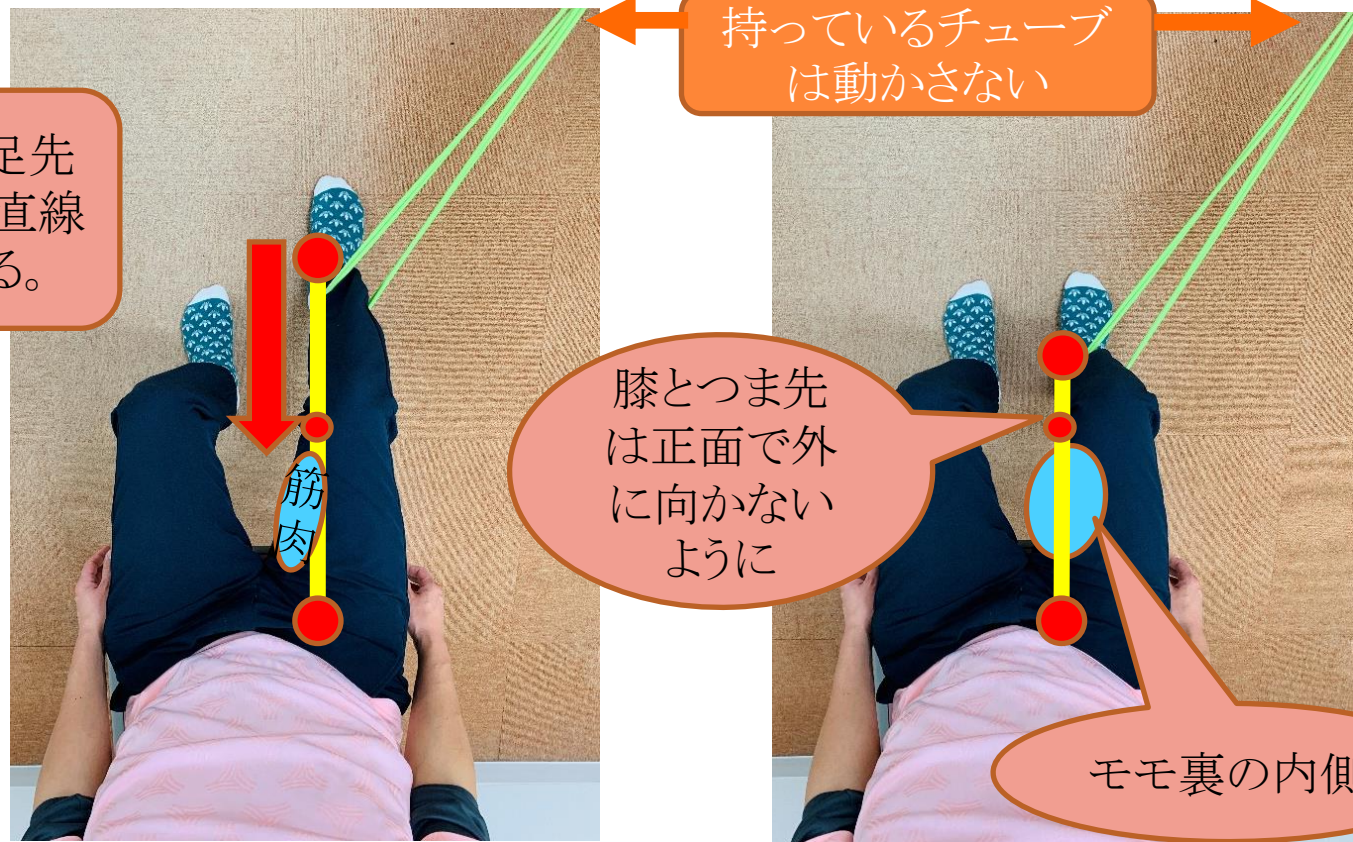 持っているチューブ
は動かさない
足先
直線
る。
筋
肉
膝とつま先
は正面で外
に向かない
ように
モモ裏の内側